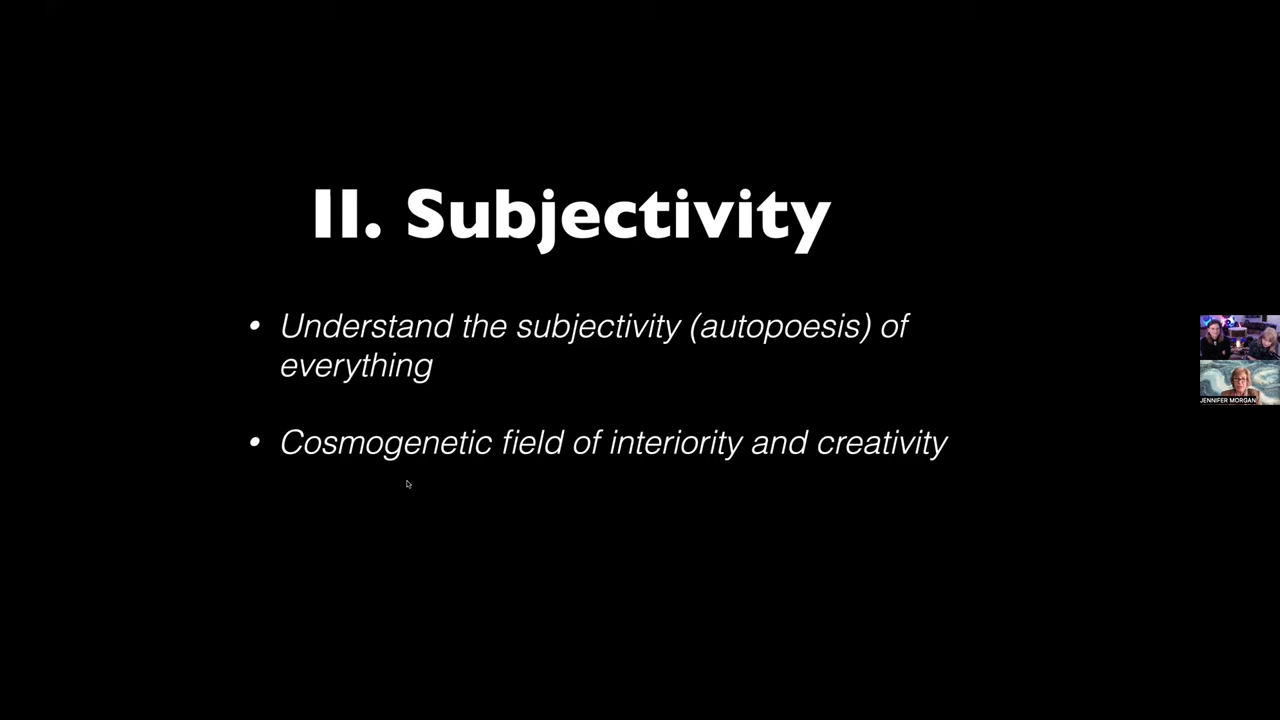 II. Subjectivity
• Understand the subjectivity (autopoesis) of
everything
• Cosmogenetic field of interiority and creativity
JENNIFER MORGAN